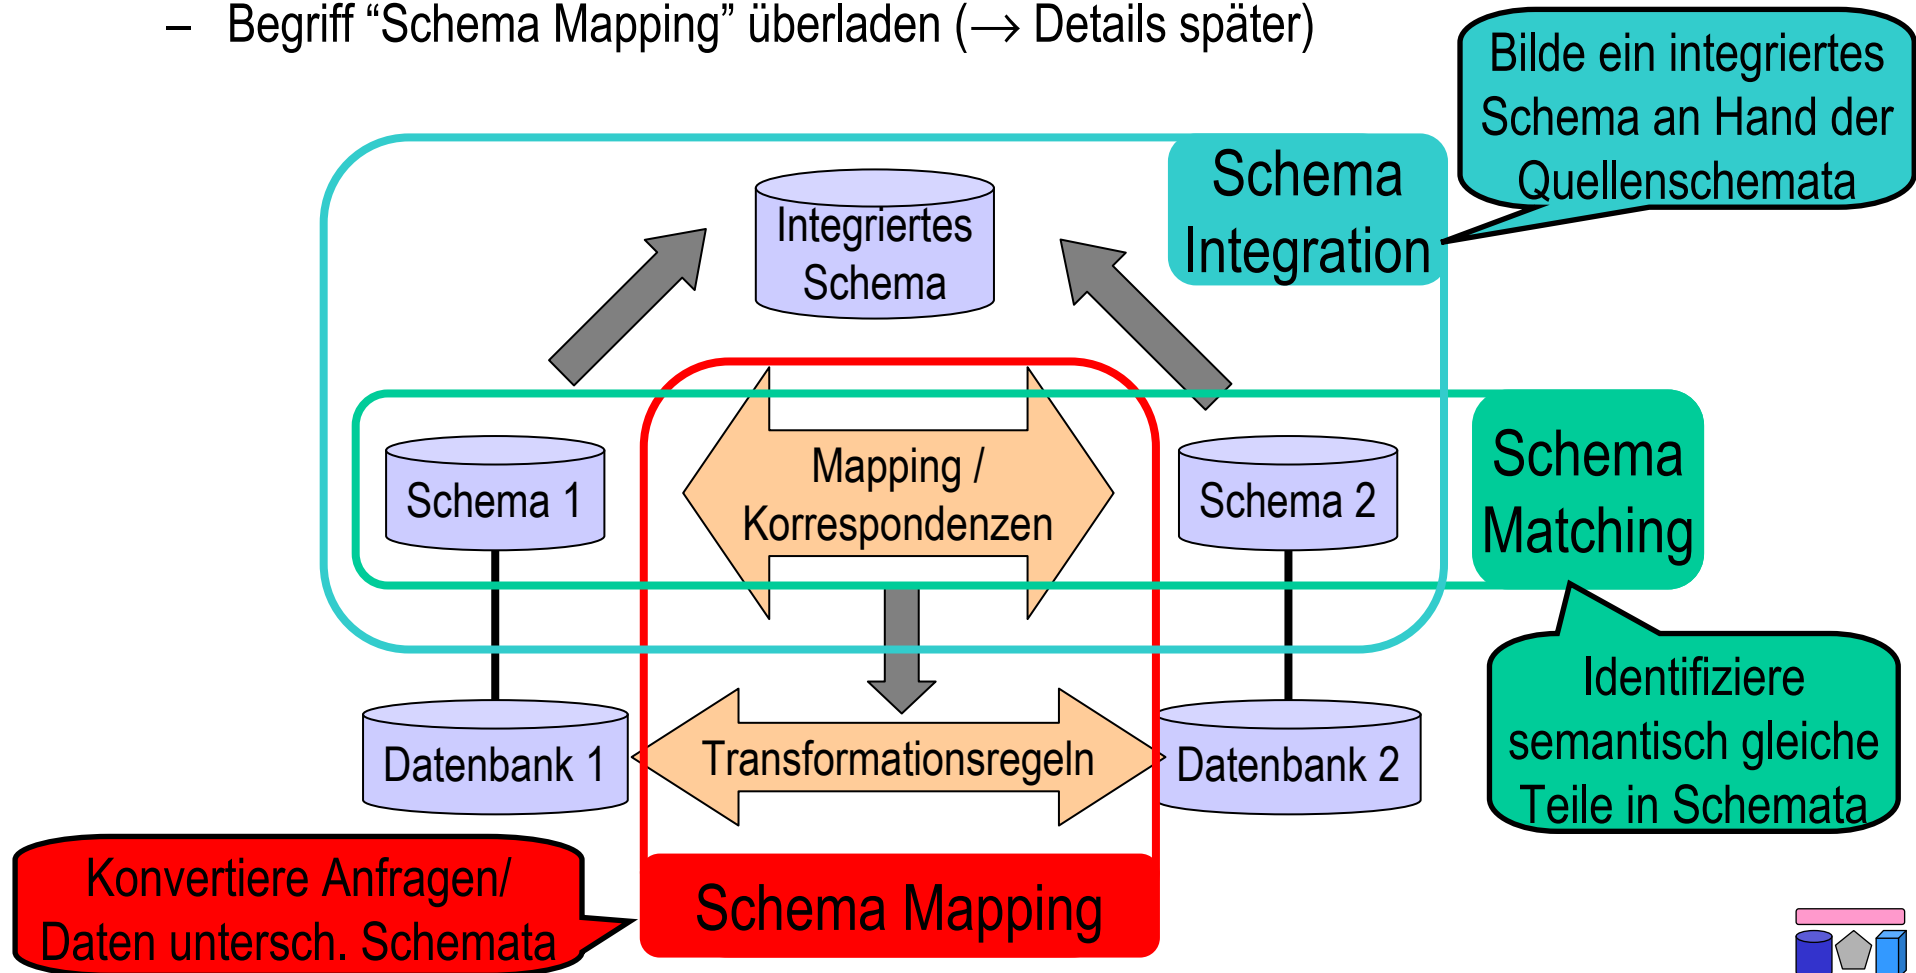 – Begriff “Schema Mapping” überladen (→ Details später)
Bilde ein integriertes
Schema an Hand der
Quellenschemata
Schema
Integration
Integriertes
Schema
Schema 1
Mapping /
Korrespondenzen
Schema 2
Schema
Matching
Identifiziere
semantisch gleiche
Teile in Schemata
Datenbank 1
Transformationsregeln
Datenbank 2
Konvertiere Anfragen/
Daten untersch. Schemata
Schema Mapping